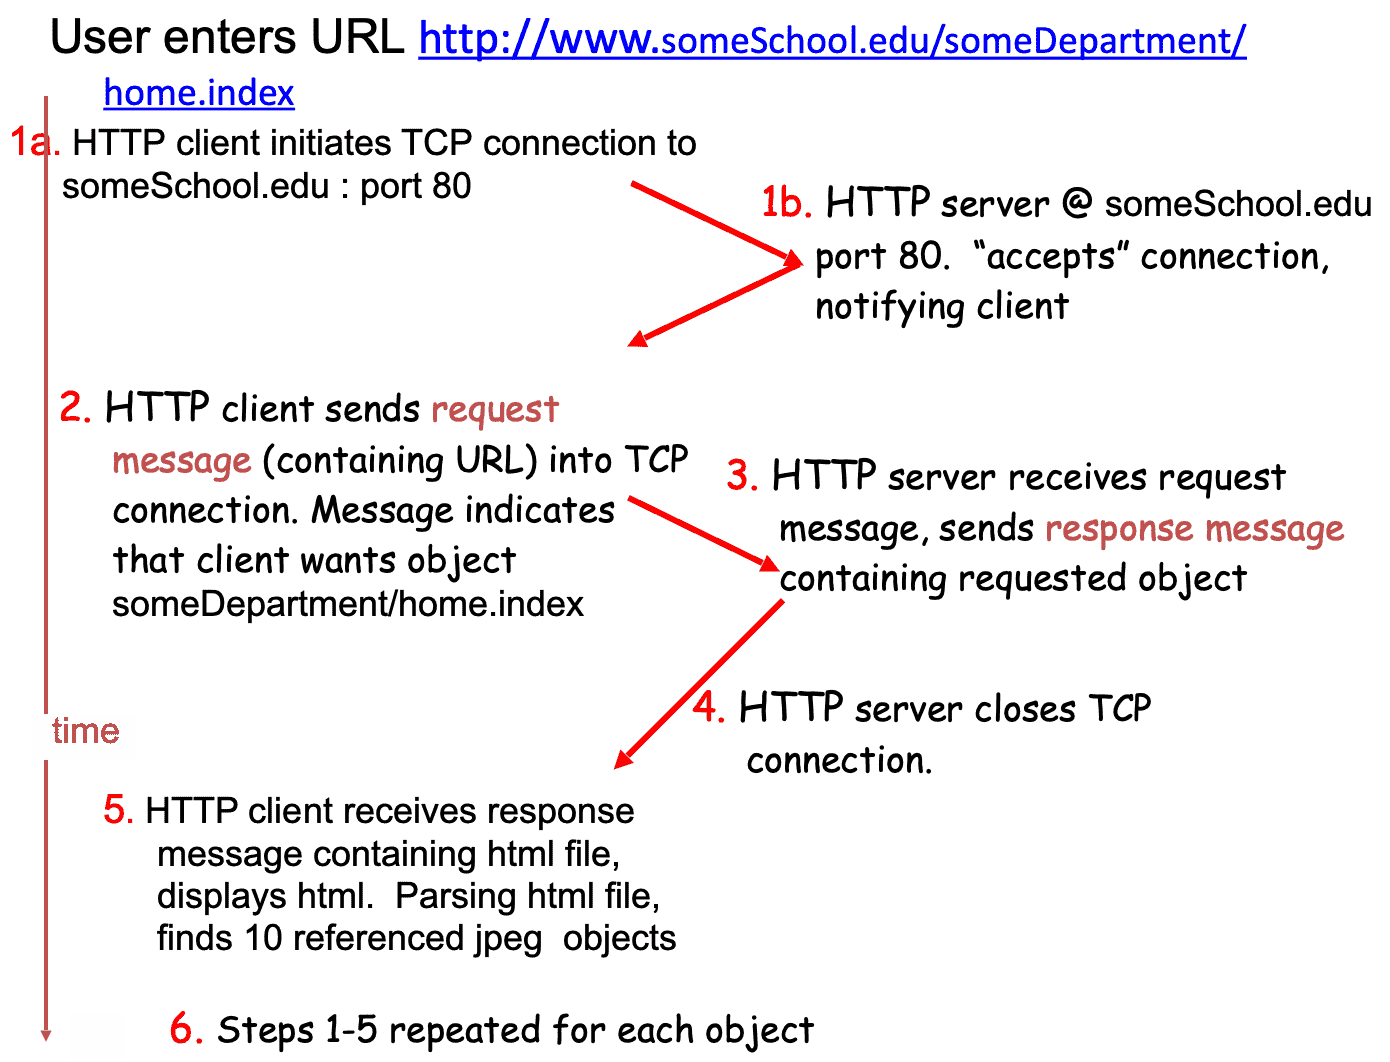 User enters URL http://www.someSchool.edu/someDepartment/
home.index
1a. HTTP client initiates TCP connection to
someSchool.edu : port 80
1b. HTTP server @ someSchool.edu
port 80.  “accepts” connection,
notifying client
2. HTTP client sends request
message (containing URL) into TCP
connection. Message indicates
that client wants object
someDepartment/home.index
3. HTTP server receives request
message, sends response message
containing requested object
4. HTTP server closes TCP
connection.
time
5. HTTP client receives response
message containing html file,
displays html.  Parsing html file,
finds 10 referenced jpeg  objects
6. Steps 1-5 repeated for each object